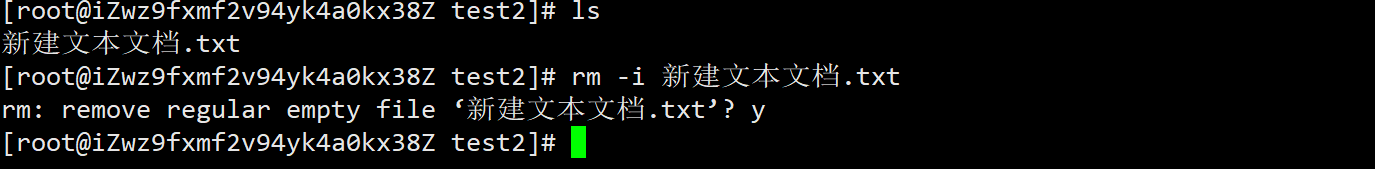 [root@iZwz9fxmf2v94yk4a0kx38Z test2]# ls
新建文本文档.txt
[root@iZwz9fxmf2v94yk4a0kx38Z test2]# rm -i 新建文本文档.txt
rm: remove regular empty file ‘新建文本文档.txt’? y
[root@iZwz9fxmf2v94yk4a0kx38Z test2]#